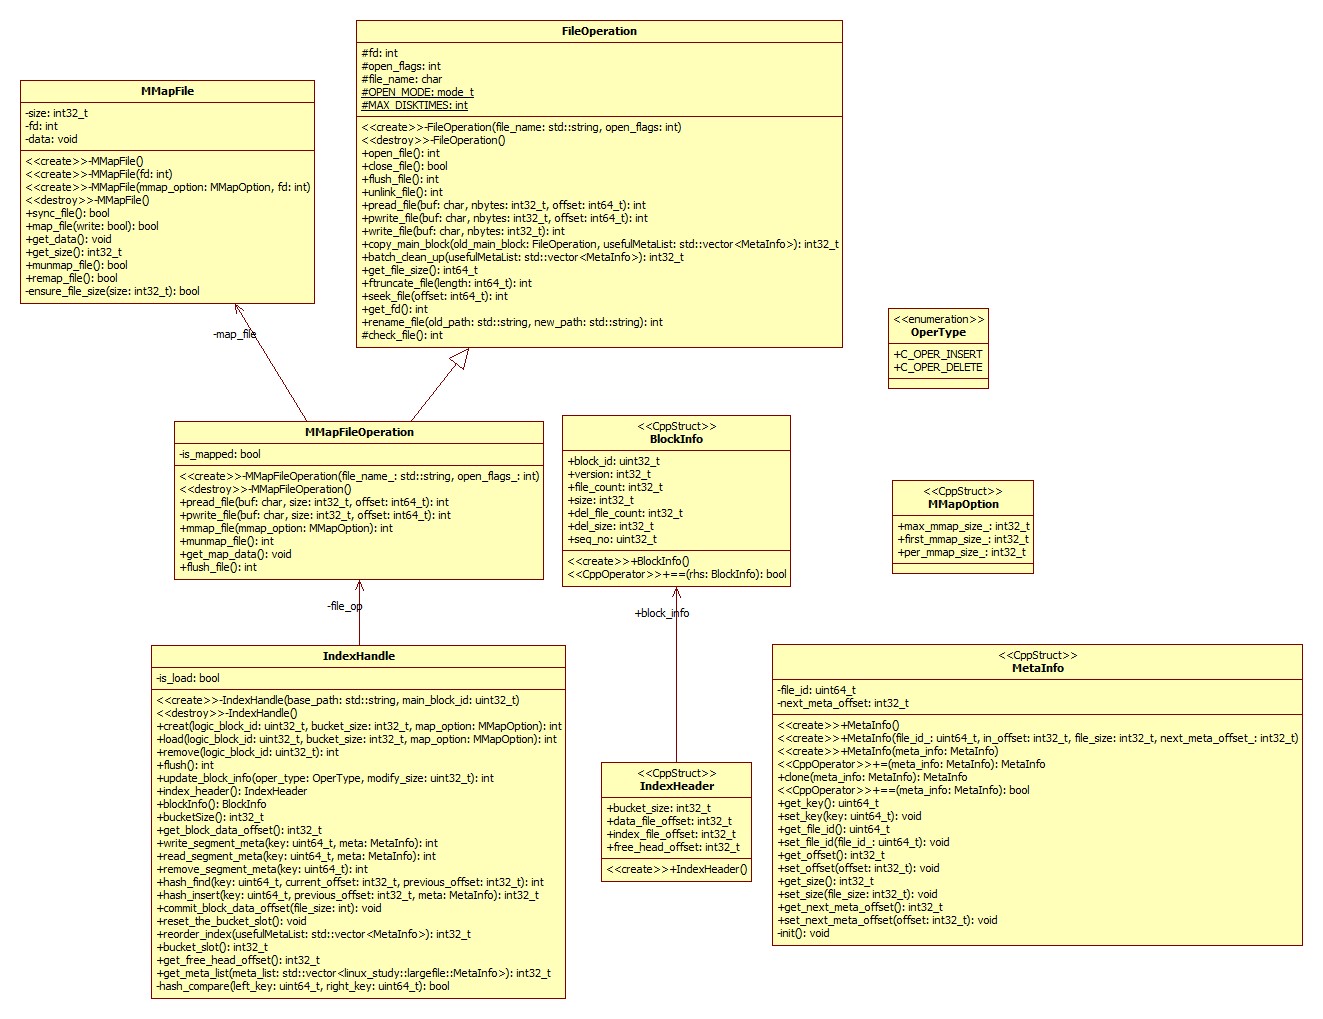 FileOperation
#fd: int
#open_flags: int
#file_name: char
#OPEN_MODE: mode_t
#MAX_DISKTIMES: int
<<create>>-FileOperation(file_name: std::string, open_flags: int)
<<destroy>>-FileOperation()
+open_file(): int
+close_file(): bool
+flush_file(): int
+unlink_file(): int
+pread_file(buf: char, nbytes: int32_t, offset: int64_t): int
+pwrite_file(buf: char, nbytes: int32_t, offset: int64_t): int
+write_file(buf: char, nbytes: int32_t): int
+copy_main_block(old_main_block: FileOperation, usefulMetaList: std::vector<MetaInfo>): int32_t
+batch_clean_up(usefulMetaList: std::vector<MetaInfo>): int32_t
+get_file_size(): int64_t
+ftruncate_file(length: int64_t): int
+seek_file(offset: int64_t): int
+get_fd(): int
+rename_file(old_path: std::string, new_path: std::string): int
#check_file(): int
MMapFile
-size: int32_t
-fd: int
-data: void
<<create>>-MMapFile()
<<create>>-MMapFile(fd: int)
<<create>>-MMapFile(mmap_option: MMapOption, fd: int)
<<destroy>>-MMapFile()
+sync_file(): bool
+map_file(write: bool): bool
+get_data(): void
+get_size(): int32_t
+munmap_file(): bool
+remap_file(): bool
-ensure_file_size(size: int32_t): bool
-map_file
<<enumeration>>
OperType
+C_OPER_INSERT
+C_OPER_DELETE
MMapFileOperation
-is_mapped: bool
<<create>>-MMapFileOperation(file_name_: std::string, open_flags_: int)
<<destroy>>-MMapFileOperation()
+pread_file(buf: char, size: int32_t, offset: int64_t): int
+pwrite_file(buf: char, size: int32_t, offset: int64_t): int
+mmap_file(mmap_option: MMapOption): int
+munmap_file(): int
+get_map_data(): void
+flush_file(): int
<<CppStruct>>
BlockInfo
+block_id: uint32_t
+version: int32_t
+file_count: int32_t
+size: int32_t
+del_file_count: int32_t
+del_size: int32_t
+seq_no: uint32_t
<<create>>+BlockInfo()
<<CppOperator>>+==(rhs: BlockInfo): bool
<<CppStruct>>
MMapOption
+max_mmap_size_: int32_t
+first_mmap_size_: int32_t
+per_mmap_size_: int32_t
-file_op
+block_info
IndexHandle
-is_load: bool
<<create>>-IndexHandle(base_path: std::string, main_block_id: uint32_t)
<<destroy>>-IndexHandle()
+creat(logic_block_id: uint32_t, bucket_size: int32_t, map_option: MMapOption): int
+load(logic_block_id: uint32_t, bucket_size: int32_t, map_option: MMapOption): int
+remove(logic_block_id: uint32_t): int
+flush(): int
+update_block_info(oper_type: OperType, modify_size: uint32_t): int
+index_header(): IndexHeader
+blockInfo(): BlockInfo
+bucketSize(): int32_t
+get_block_data_offset(): int32_t
+write_segment_meta(key: uint64_t, meta: MetaInfo): int
+read_segment_meta(key: uint64_t, meta: MetaInfo): int
+remove_segment_meta(key: uint64_t): int
+hash_find(key: uint64_t, current_offset: int32_t, previous_offset: int32_t): int
+hash_insert(key: uint64_t, previous_offset: int32_t, meta: MetaInfo): int32_t
+commit_block_data_offset(file_size: int): void
+reset_the_bucket_slot(): void
+reorder_index(usefulMetaList: std::vector<MetaInfo>): int32_t
+bucket_slot(): int32_t
+get_free_head_offset(): int32_t
+get_meta_list(meta_list: std::vector<linux_study::largefile::MetaInfo>): int32_t
-hash_compare(left_key: uint64_t, right_key: uint64_t): bool
<<CppStruct>>
IndexHeader
+bucket_size: int32_t
+data_file_offset: int32_t
+index_file_offset: int32_t
+free_head_offset: int32_t
<<create>>+IndexHeader()
<<CppStruct>>
MetaInfo
-file_id: uint64_t
-next_meta_offset: int32_t
<<create>>+MetaInfo()
<<create>>+MetaInfo(file_id_: uint64_t, in_offset: int32_t, file_size: int32_t, next_meta_offset_: int32_t)
<<create>>+MetaInfo(meta_info: MetaInfo)
<<CppOperator>>+=(meta_info: MetaInfo): MetaInfo
+clone(meta_info: MetaInfo): MetaInfo
<<CppOperator>>+==(meta_info: MetaInfo): bool
+get_key(): uint64_t
+set_key(key: uint64_t): void
+get_file_id(): uint64_t
+set_file_id(file_id_: uint64_t): void
+get_offset(): int32_t
+set_offset(offset: int32_t): void
+get_size(): int32_t
+set_size(file_size: int32_t): void
+get_next_meta_offset(): int32_t
+set_next_meta_offset(offset: int32_t): void
-init(): void